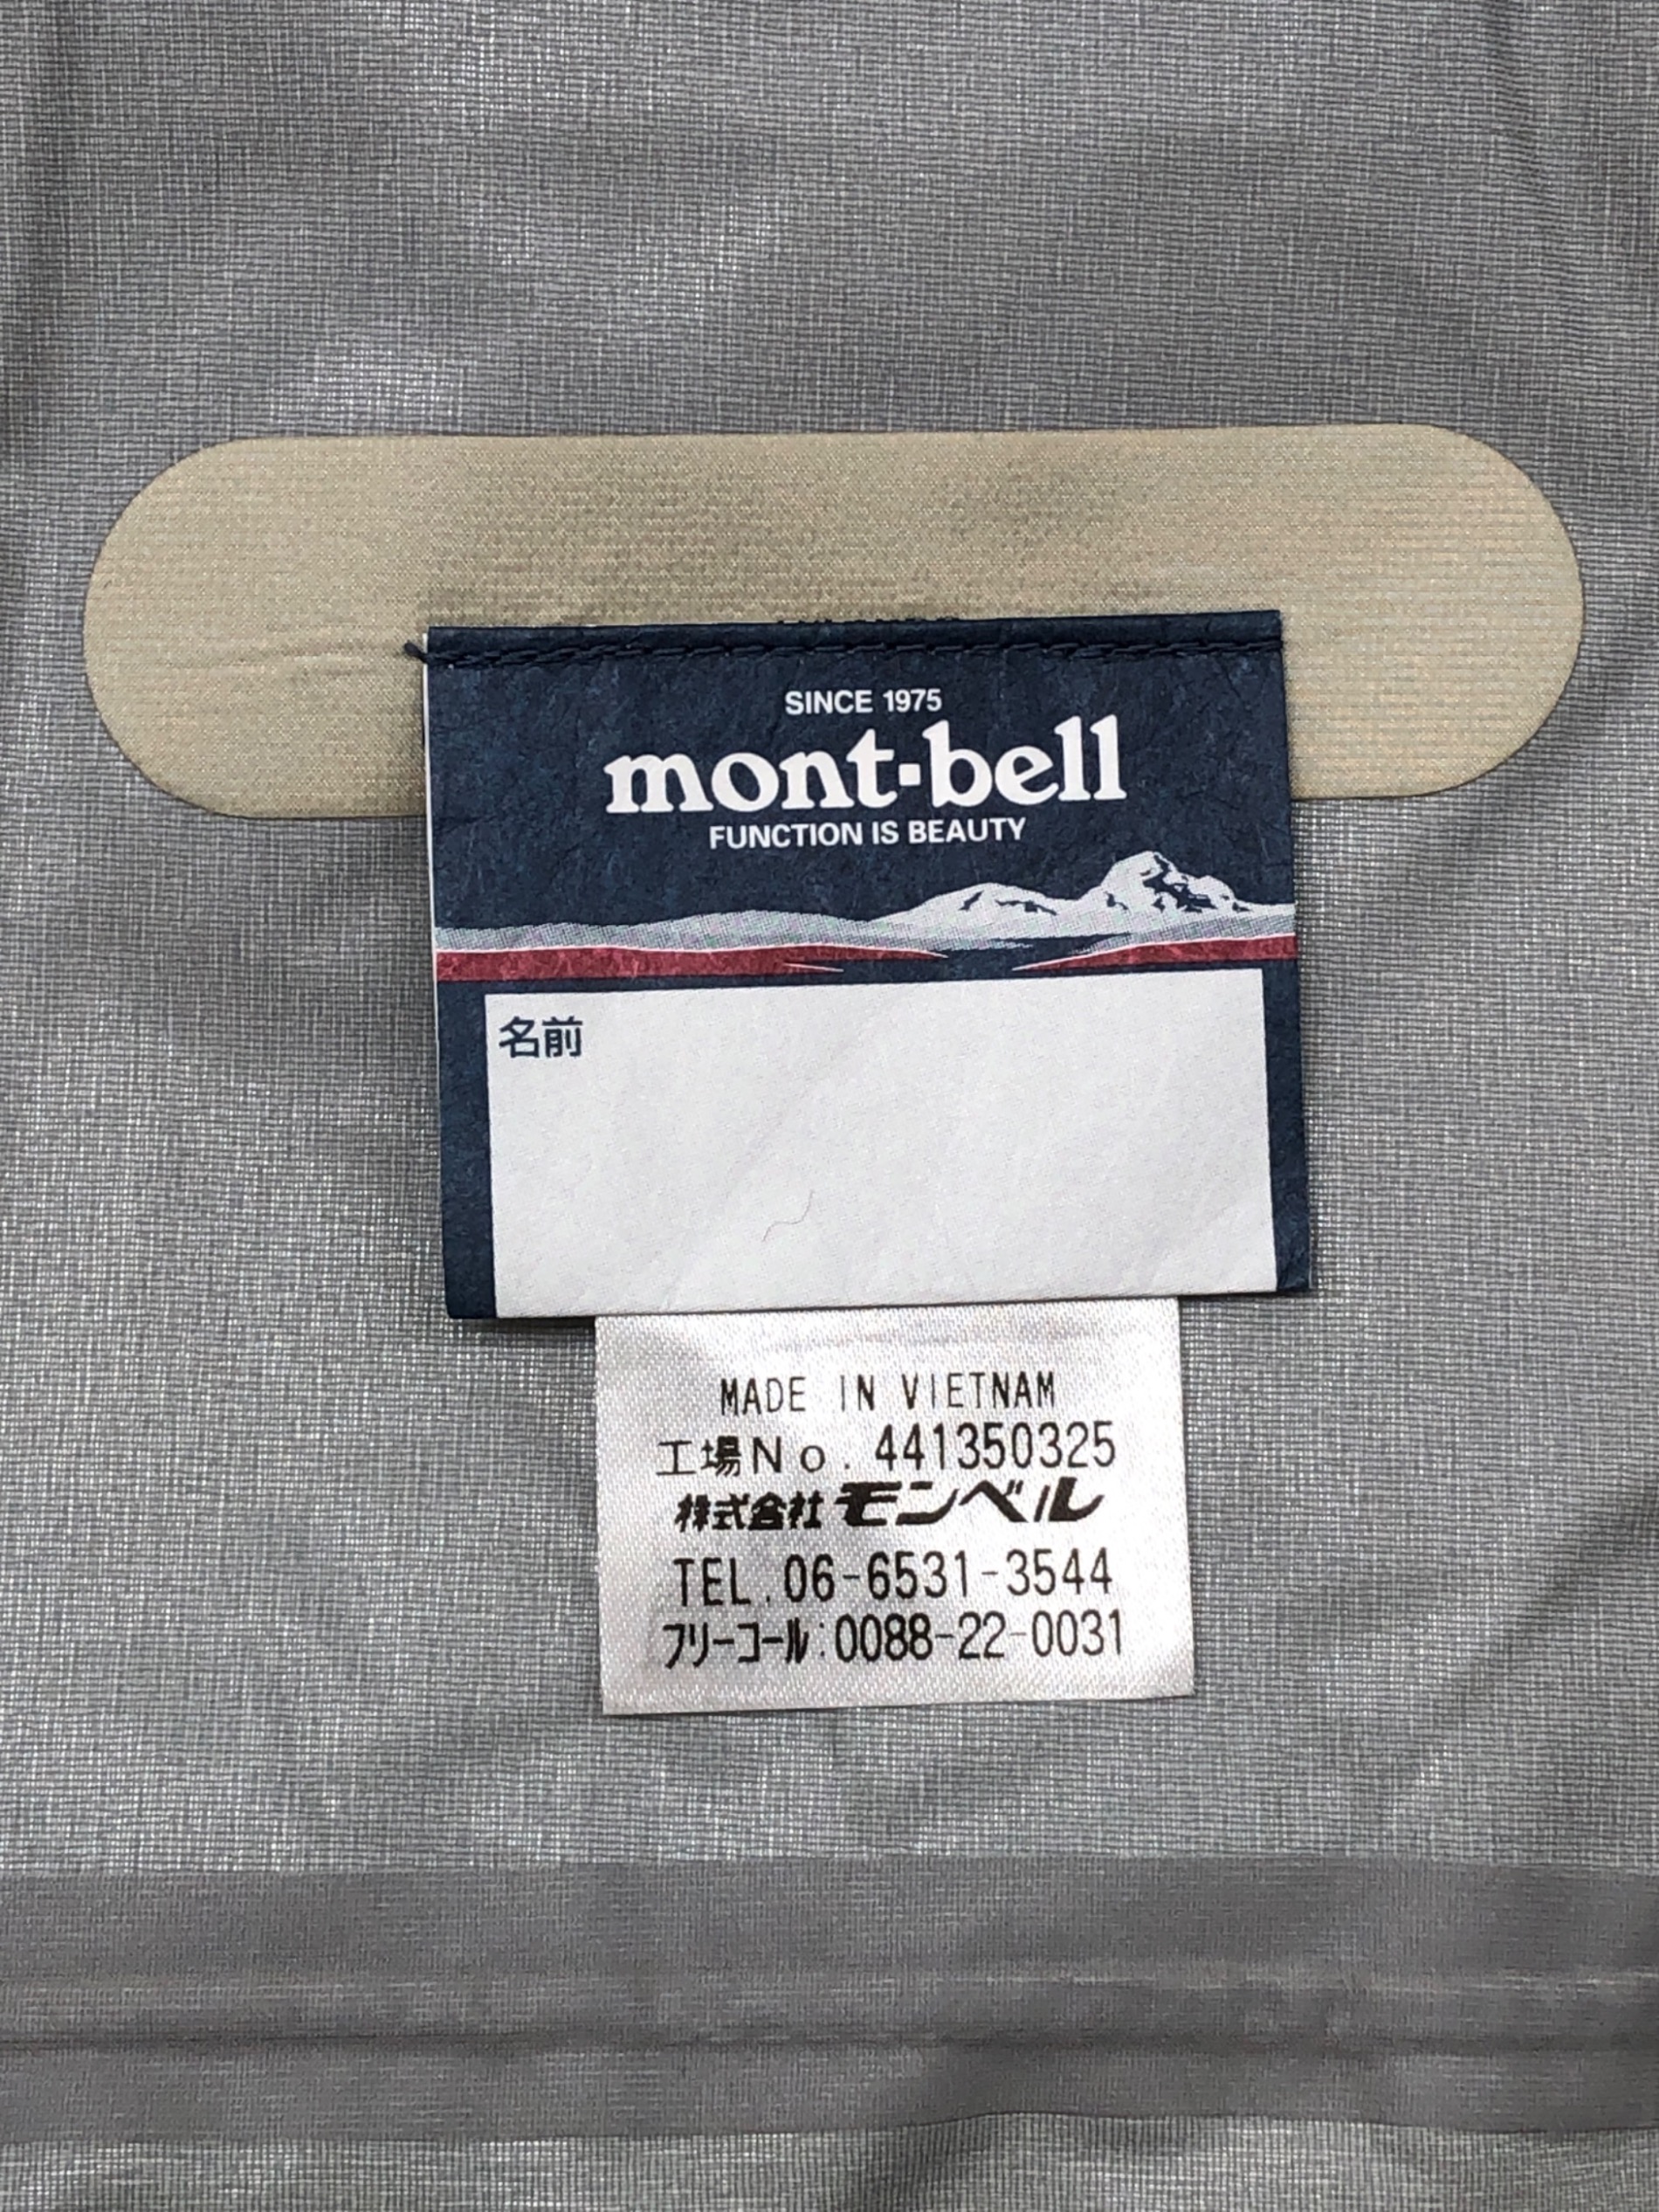 SINCE 1975
mont-bell
FUNCTION IS BEAUTY
名前
MADE IN VIETNAM
工場No. 441350325
株式会社モンベル
TEL.06-6531-3544
フリーコール:0088-22-0031